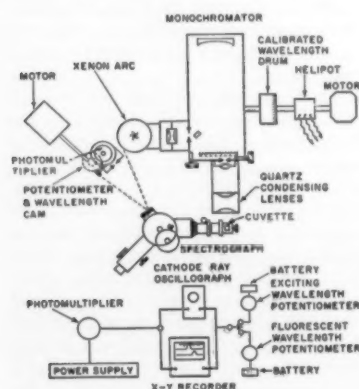 MONOCHROMATOR
CALIBRATED
WAVELENGTH
DRUM
HELIPOT
MOTOR
XENON ARC
MOTOR
PHOTOMUL
TIPLIER
POTENTIOMETER
& WAVELENGTH
CAM
QUARTZ
CONDENSING
LENSES
CUVETTE
SPECTROGRAPH
CATHODE RAY
OSCILLOGRAPH
BATTERY
EXCITING
WAVELENGTH
POTENTIOMETER
PHOTOMULTIPLIER
FLUORESCENT
WAVELENGTH
POTENTIOMETER
POWER SUPPLY
BATTERY
X-Y RECORDER